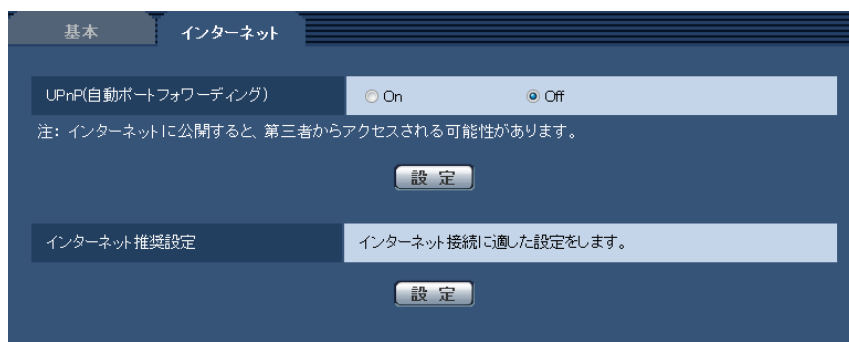 基本 インターネット
UPnP(自動ポートフォワーディング) On Off
注: インターネットに公開すると、第三者からアクセスされる可能性があります。
設 定
インターネット推奨設定 インターネット接続に適した設定をします。
設 定